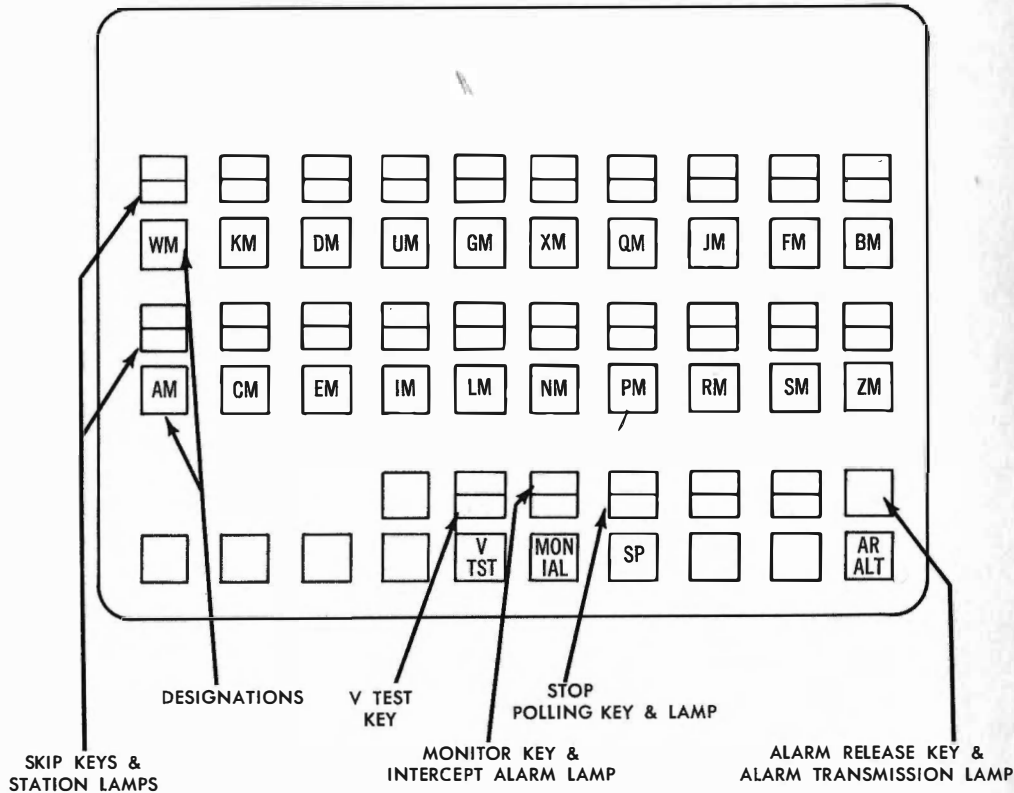 WM KM DM UM GM XM QM JM FM BM
AM CM EM IM LM NM PM RM SM ZM
V TST
MON IAL
SP
AR ALT
DESIGNATIONS
V TEST
KEY
STOP
POLLING KEY & LAMP
SKIP KEYS &
STATION LAMPS
MONITOR KEY &
INTERCEPT ALARM LAMP
ALARM RELEASE KEY &
ALARM TRANSMISSION LAMP